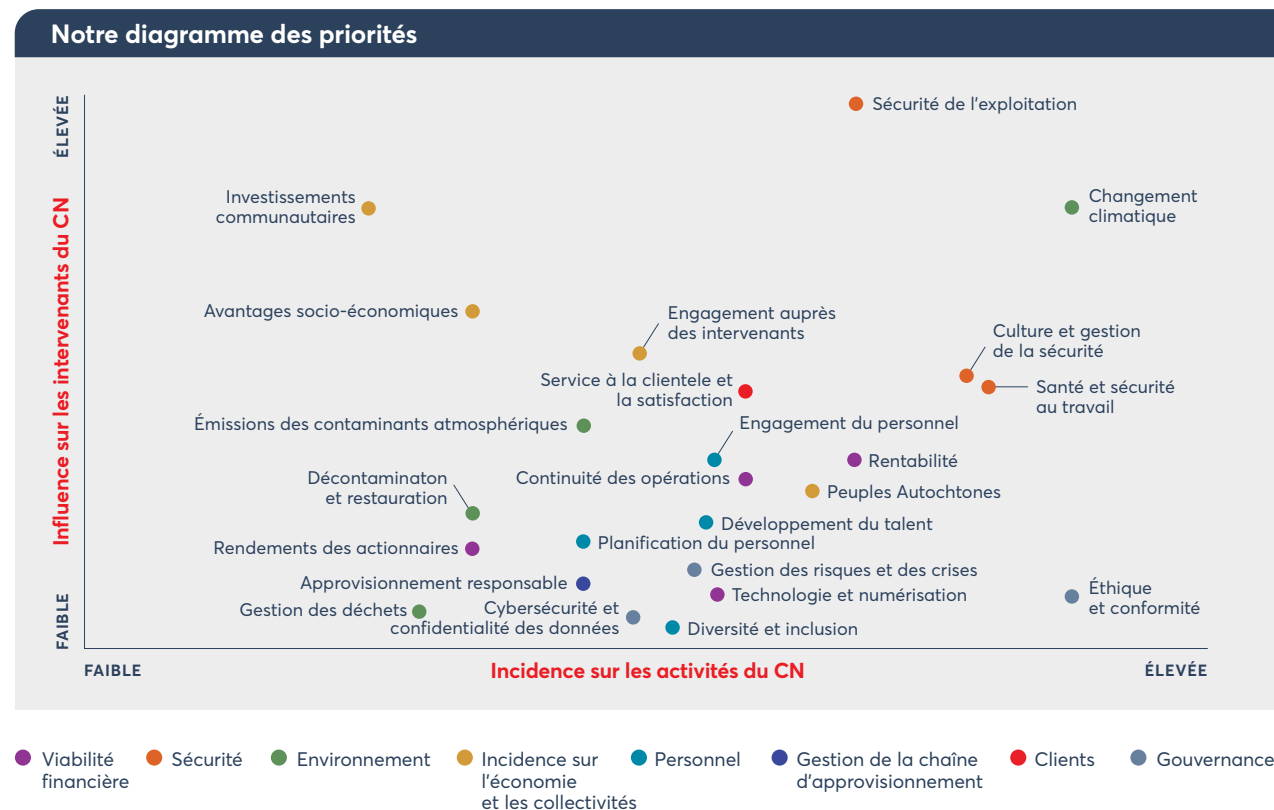 Notre diagramme des priorités
ÉLEVÉE
Influence sur les intervenants du CN
FAIBLE
Sécurité de l'exploitation
Investissements
communautaires
Changement
climatique
Avantages socio-économiques
Engagement auprès
des intervenants
Culture et gestion
de la sécurité
Service à la clientele et
la satisfaction
Santé et sécurité
au travail
Émissions des contaminants atmosphériques
Engagement du personnel
Rentabilité
Décontaminaton
et restauration
Continuité des opérations
Peuples Autochtones
Développement du talent
Rendements des actionnaires
Planification du personnel
Gestion des risques et des crises
Approvisionnement responsable
Technologie et numérisation
Éthique
et conformité
Gestion des déchets
Cybersécurité et
confidentialité des données
Diversité et inclusion
FAIBLE
Incidence sur les activités du CN
ÉLEVÉE
Viabilité
financière
Sécurité
Environnement
Incidence sur
l'économie
et les collectivités
Personnel
Gestion de la chaîne
d'approvisionnement
Clients
Gouvernance